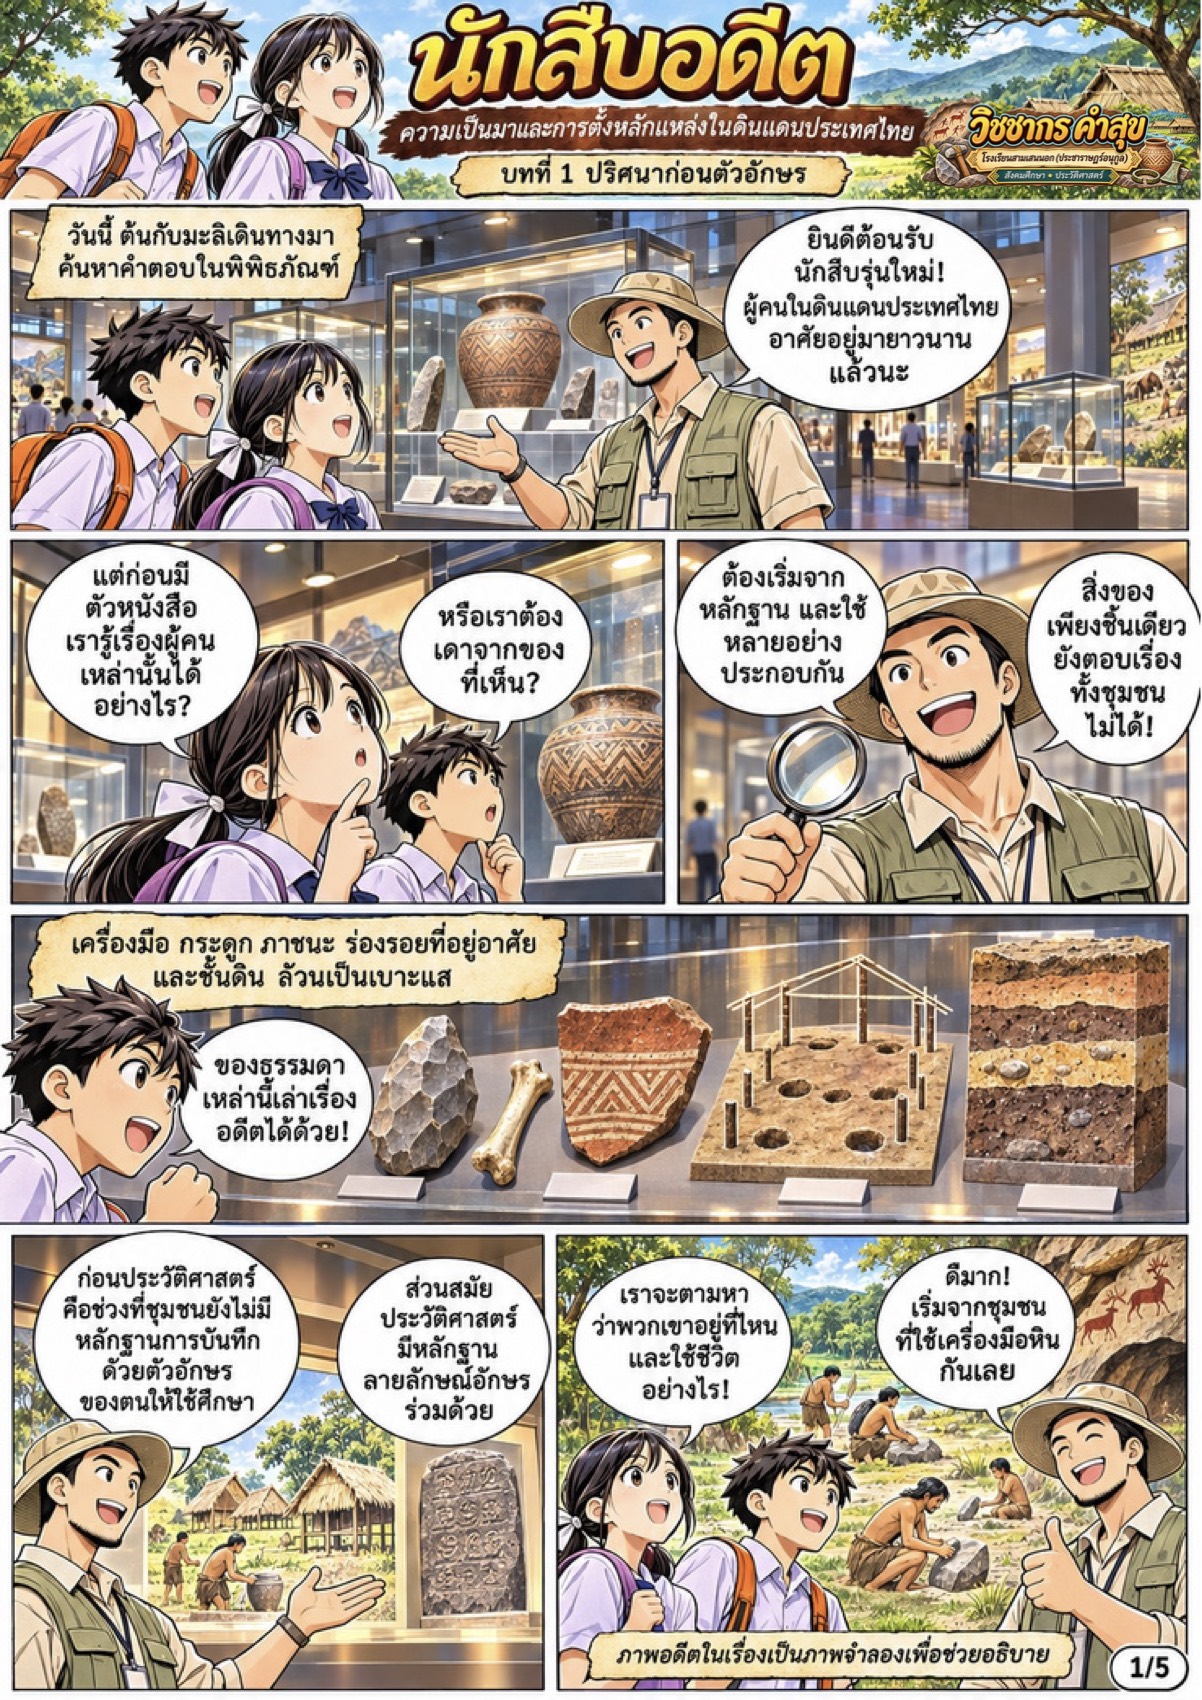 นักสืบอดีต
ความเป็นมาและการตั้งหลักแหล่งในดินแดนประเทศไทย
บทที่ 1 ปริศนาก่อนตัวอักษร
วิชชากร คำสุข
โรงเรียนสามเสนนอก (ประชาราษฎร์อนุกูล)
สังคมศึกษา • ประวัติศาสตร์
วันนี้ ต้นกับมะลิเดินทางมา
ค้นหาคำตอบในพิพิธภัณฑ์
ยินดีต้อนรับ
นักสืบรุ่นใหม่!
ผู้คนในดินแดนประเทศไทย
อาศัยอยู่มายาวนาน
แล้วนะ
แต่ก่อนมี
ตัวหนังสือ
เรารู้เรื่องผู้คน
เหล่านั้นได้
อย่างไร?
หรือเราต้อง
เดาจากของ
ที่เห็น?
ต้องเริ่มจาก
หลักฐาน และใช้
หลายอย่าง
ประกอบกัน
สิ่งของ
เพียงชิ้นเดียว
ยังตอบเรื่อง
ทั้งชุมชน
ไม่ได้!
เครื่องมือ กระดูก ภาชนะ ร่องรอยที่อยู่อาศัย
และชั้นดิน ล้วนเป็นเบาะแส
ของธรรมดา
เหล่านี้เล่าเรื่อง
อดีตได้ด้วย!
ก่อนประวัติศาสตร์
คือช่วงที่ชุมชนยังไม่มี
หลักฐานการบันทึก
ด้วยตัวอักษร
ของตนให้ใช้ศึกษา
ส่วนสมัย
ประวัติศาสตร์
มีหลักฐาน
ลายลักษณ์อักษร
ร่วมด้วย
เราจะตามหา
ว่าพวกเขาอยู่ที่ไหน
และใช้ชีวิต
อย่างไร!
ดีมาก!
เริ่มจากชุมชน
ที่ใช้เครื่องมือหิน
กันเลย
ภาพอดีตในเรื่องเป็นภาพจำลองเพื่อช่วยอธิบาย
1/5